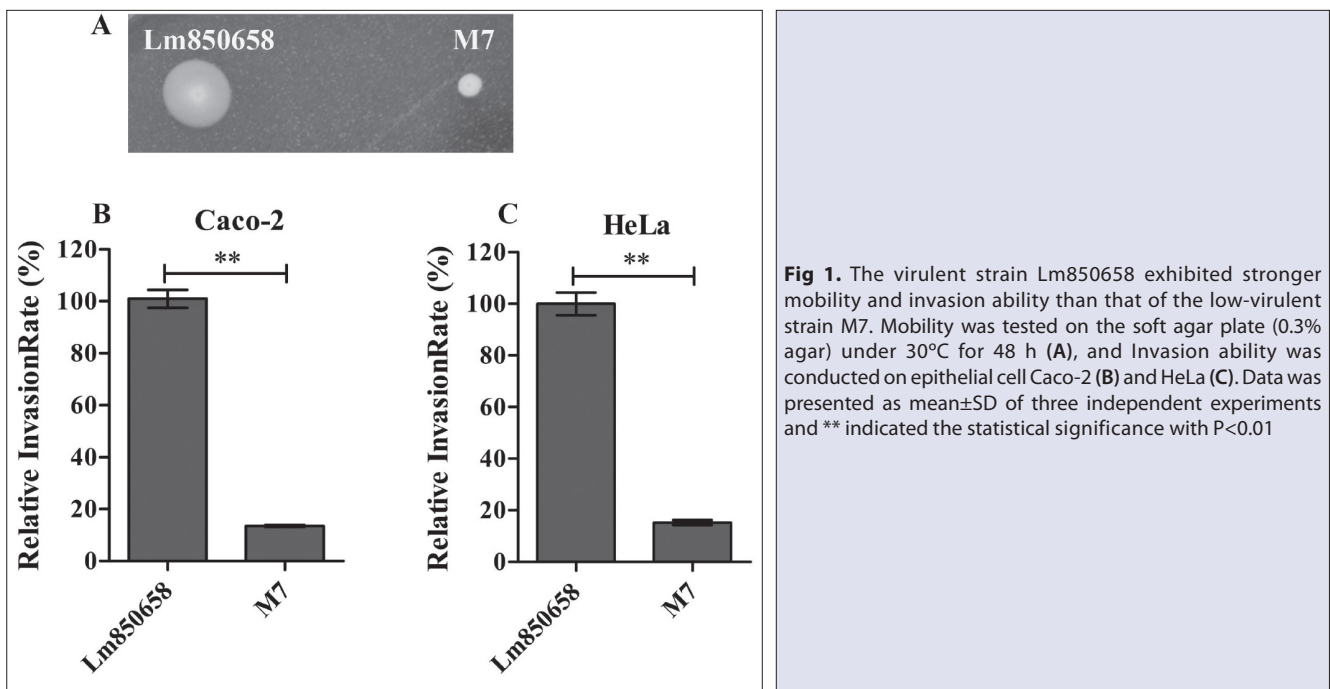 A
Lm850658 M7
B
Caco-2
Relative InvasionRate (%)
120
100
80
60
40
20
0
**
Lm850658
M7
C
HeLa
Relative InvasionRate (%)
120
100
80
60
40
20
0
**
Lm850658
M7
Fig 1. The virulent strain Lm850658 exhibited stronger
mobility and invasion ability than that of the low-virulent
strain M7. Mobility was tested on the soft agar plate (0.3%
agar) under 30ºC for 48 h (A), and Invasion ability was
conducted on epithelial cell Caco-2 (B) and HeLa (C). Data was
presented as mean±SD of three independent experiments
and ** indicated the statistical significance with P<0.01